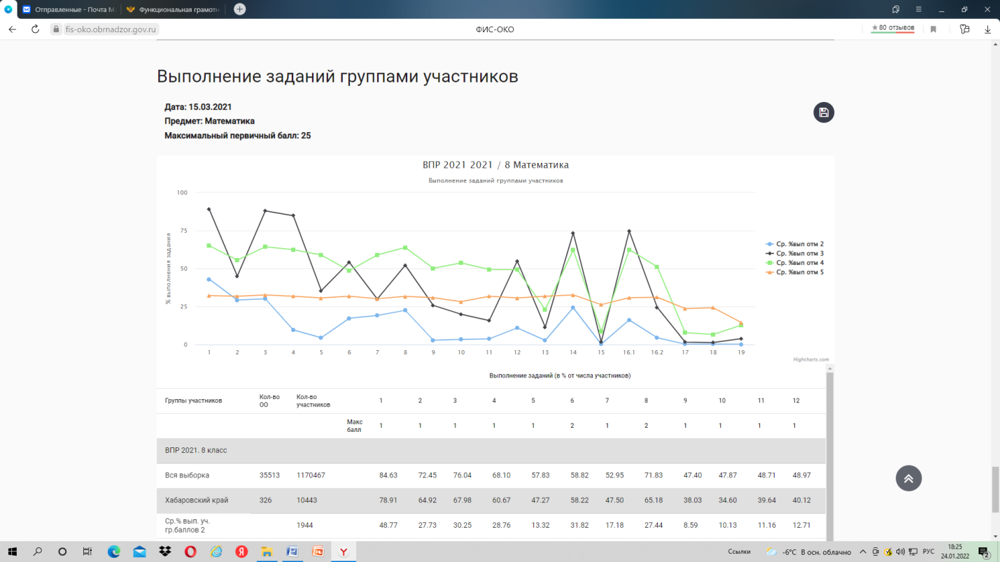 Отправленные - Почта М
Функциональная грамотн
fis-oko.obrnadzor.gov.ru
ФИС-ОКО
★ 80 отзывов
Выполнение заданий группами участников
Дата: 15.03.2021
Предмет: Математика
Максимальный первичный балл: 25
ВПР 2021 2021 / 8 Математика
Выполнение заданий группами участников
% выполнения задания
100
75
50
25
0
1 2 3 4 5 6 7 8 9 10 11 12 13 14 15 16.1 16.2 17 18 19
Ср. %вып отм 2
Ср. %вып отм 3
Ср. %вып отм 4
Ср. %вып отм 5
Highcharts.com
Выполнение заданий (в % от числа участников)
Группы участников Кол-во ОО Кол-во участников 1 2 3 4 5 6 7 8 9 10 11 12
Макс балл 1 1 1 1 1 2 1 2 1 1 1 1
ВПР 2021. 8 класс
Вся выборка 35513 1170467 84.63 72.45 76.04 68.10 57.83 58.82 52.95 71.83 47.40 47.87 48.71 48.97
Хабаровский край 326 10443 78.91 64.92 67.98 60.67 47.27 58.22 47.50 65.18 38.03 34.60 39.64 40.12
Ср.% вып. уч. гр.баллов 2 1944 48.77 27.73 30.25 28.76 13.32 31.82 17.18 27.44 8.59 10.13 11.16 12.71
Ссылки
-6°C В осн. облачно
РУС
18:25
24.01.2022
2